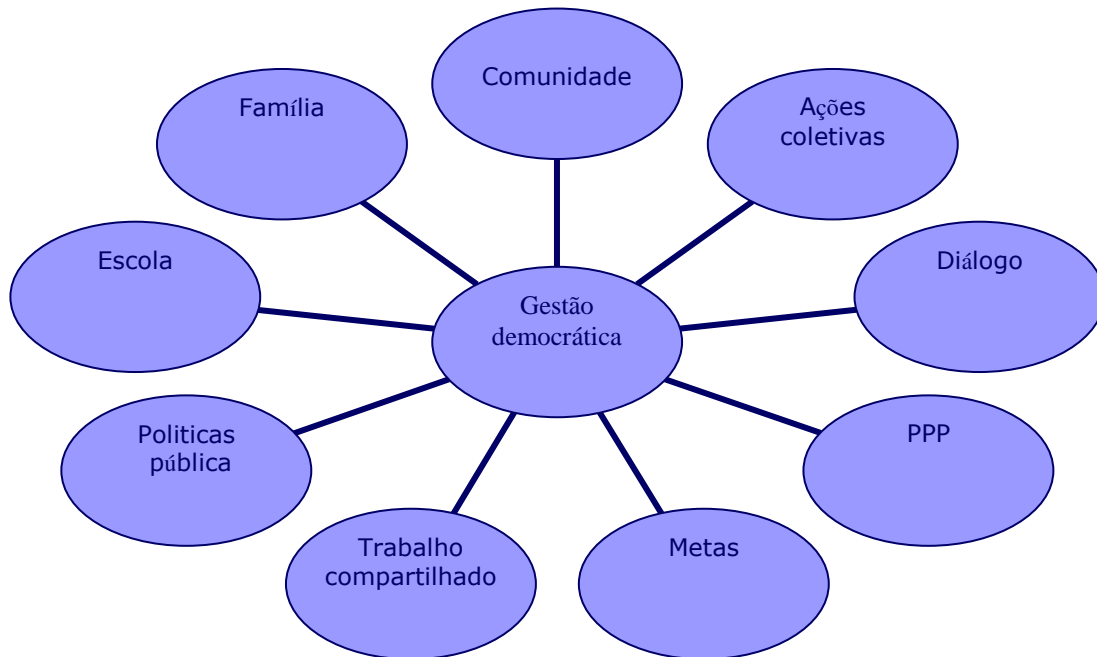 Comunidade
Família
Ações
coletivas
Escola
Diálogo
Gestão
democrática
Politicas
pública
PPP
Trabalho
compartilhado
Metas